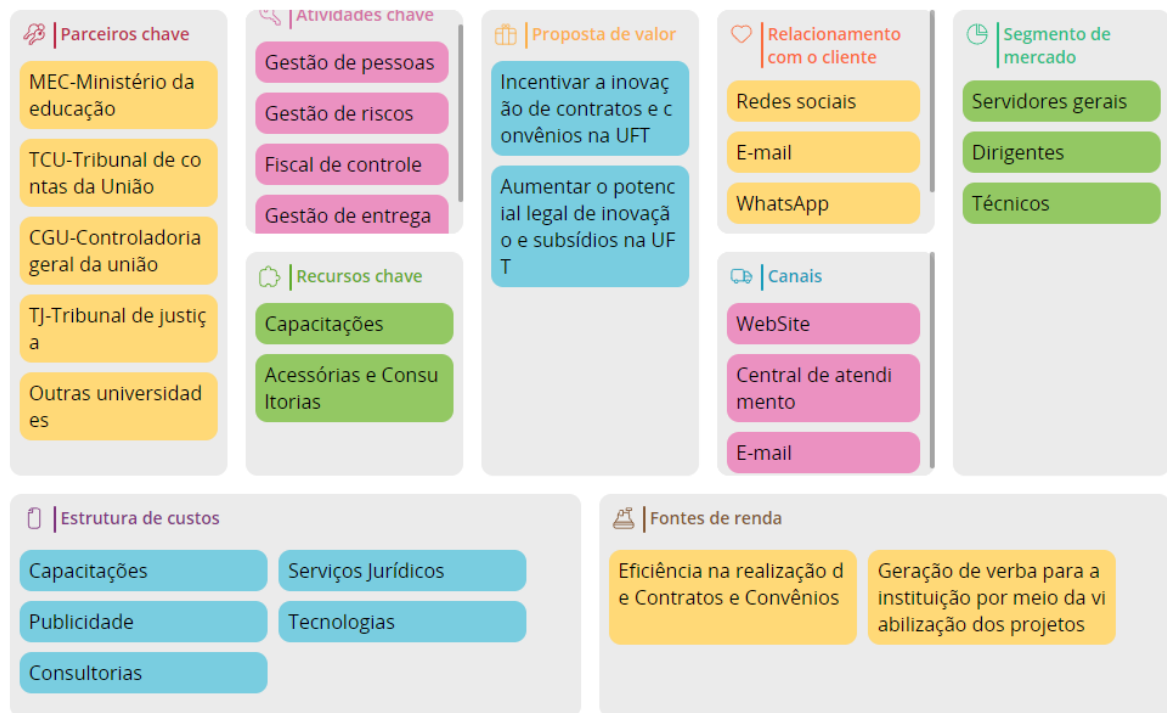 Parceiros chave
MEC-Ministério da
educação
TCU-Tribunal de co
ntas da União
CGU-Controladoria
geral da união
TJ-Tribunal de justiç
a
Outras universidad
es
Atividades chave
Gestão de pessoas
Gestão de riscos
Fiscal de controle
Gestão de entrega
Recursos chave
Capacitações
Acessórias e Consu
ltorias
Proposta de valor
Incentivar a inovaç
ão de contratos e c
onvênios na UFT
Aumentar o potenc
ial legal de inovaçã
o e subsídios na UF
T
Relacionamento
com o cliente
Redes sociais
E-mail
WhatsApp
Canais
WebSite
Central de atendi
mento
E-mail
Segmento de
mercado
Servidores gerais
Dirigentes
Técnicos
Estrutura de custos
Capacitações
Serviços Jurídicos
Publicidade
Tecnologias
Consultorias
Fontes de renda
Eficiência na realização d
e Contratos e Convênios
Geração de verba para a
instituição por meio da vi
abilização dos projetos